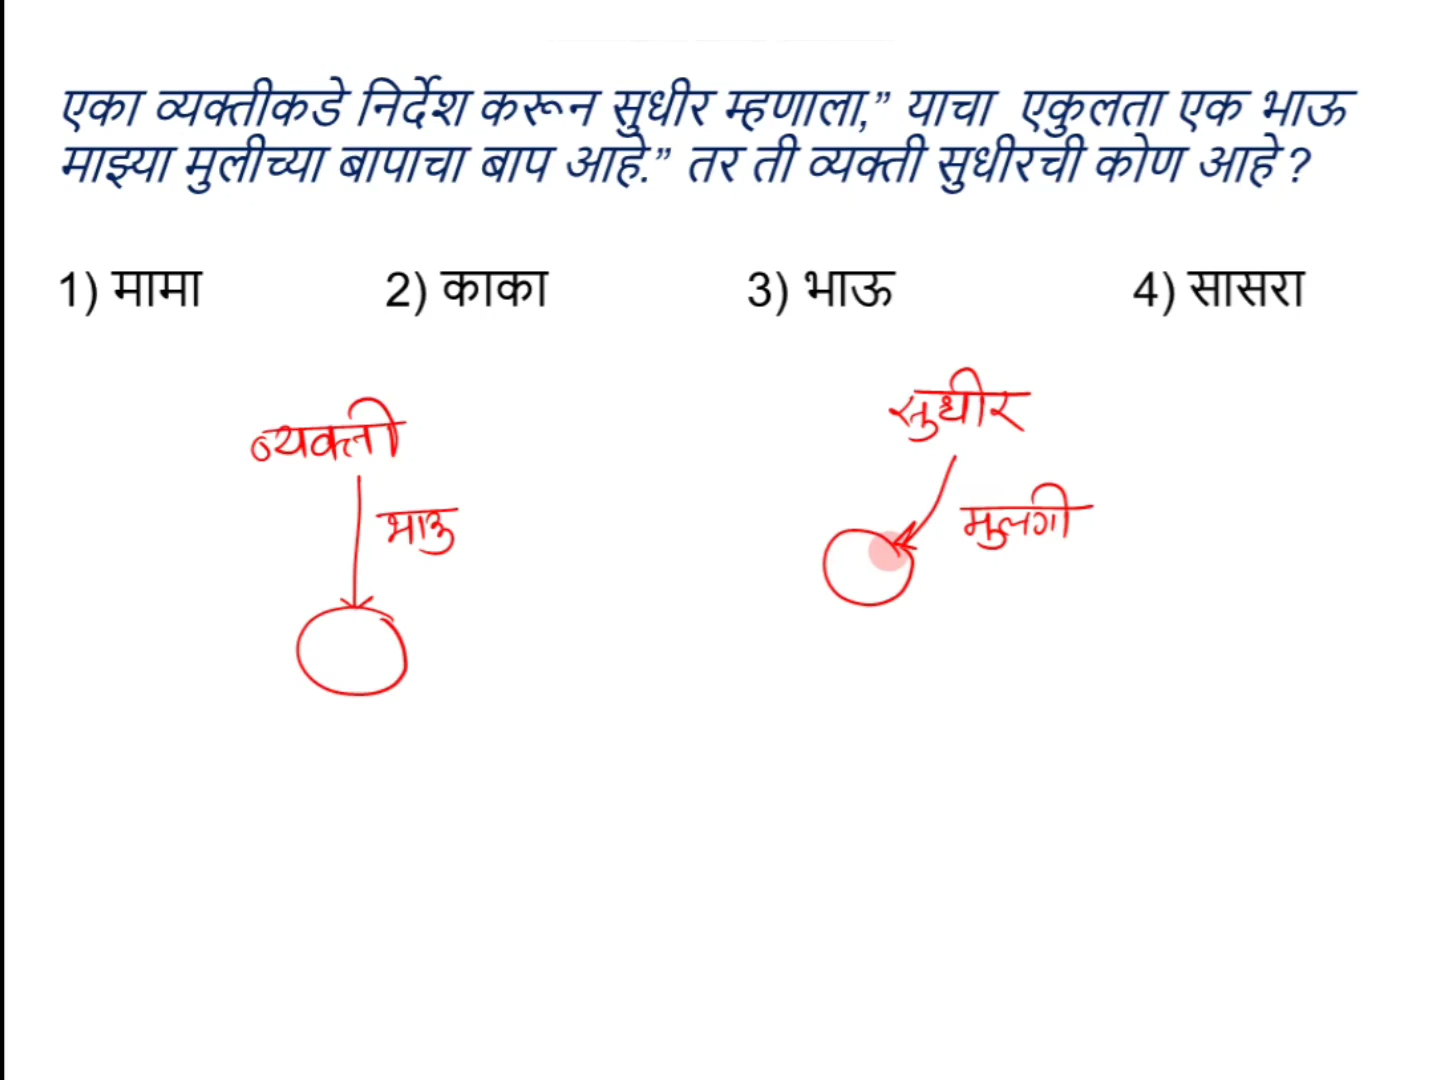 एका व्यक्तीकडे निर्देश करून सुधीर म्हणाला,” याचा एकुलता एक भाऊ
माझ्या मुलीच्या बापाचा बाप आहे.” तर ती व्यक्ती सुधीरची कोण आहे ?
1) मामा 2) काका 3) भाऊ 4) सासरा
व्यक्ती सुधीर
भाऊ मुलगी